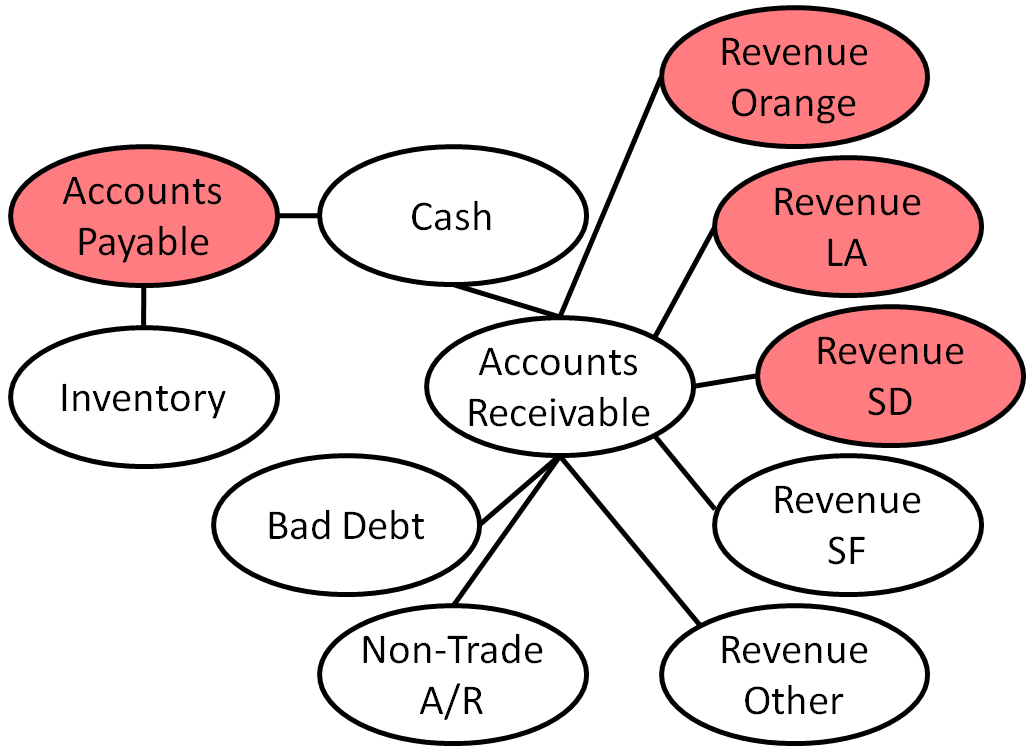 Revenue
Orange
Accounts
Payable
Cash
Revenue
LA
Inventory
Accounts
Receivable
Revenue
SD
Bad Debt
Revenue
SF
Non-Trade
A/R
Revenue
Other